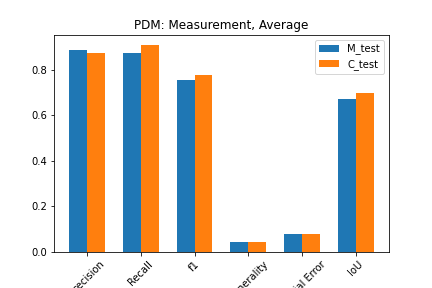 PDM: Measurement, Average
M_test
C_test
0.8
0.6
0.4
0.2
0.0
Recall
f1
IoU